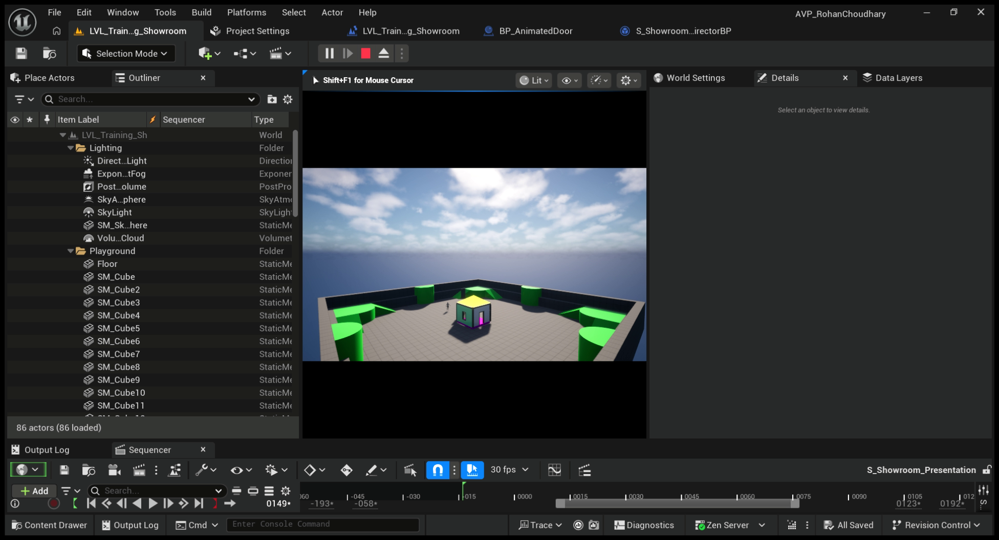 File Edit Window Tools Build Platforms Select Actor Help
AVP_RohanChoudhary
LVL_Train...g_Showroom
Project Settings
LVL_Train...g_Showroom
BP_AnimatedDoor
S_Showroom...irectorBP
Selection Mode
Place Actors
Outliner
Shift+F1 for Mouse Cursor
Lit
World Settings
Details
Data Layers
Search...
Select an object to view details.
Item Label Sequencer Type
LVL_Training_Sh World
Lighting Folder
Direct...Light Direction
Expon...tFog Exponer
Post...olume PostPro
SkyA...phere SkyAtm
SkyLight SkyLigh
SM_Sk...here StaticMe
Volu...Cloud Volumet
Playground Folder
Floor StaticMe
SM_Cube StaticMe
SM_Cube2 StaticMe
SM_Cube3 StaticMe
SM_Cube4 StaticMe
SM_Cube5 StaticMe
SM_Cube6 StaticMe
SM_Cube7 StaticMe
SM_Cube8 StaticMe
SM_Cube9 StaticMe
SM_Cube10 StaticMe
SM_Cube11 StaticMe
86 actors (86 loaded)
Output Log
Sequencer
30 fps
S_Showroom_Presentation
Add
Search...
060 -045 -030 -015 0000 0015 0030 0045 0060 0075 0090 0105 012
0149*
-193* -058* 0123* 0192*
S...
Content Drawer
Output Log
Cmd
Enter Console Command
Trace
Diagnostics
Zen Server
All Saved
Revision Control